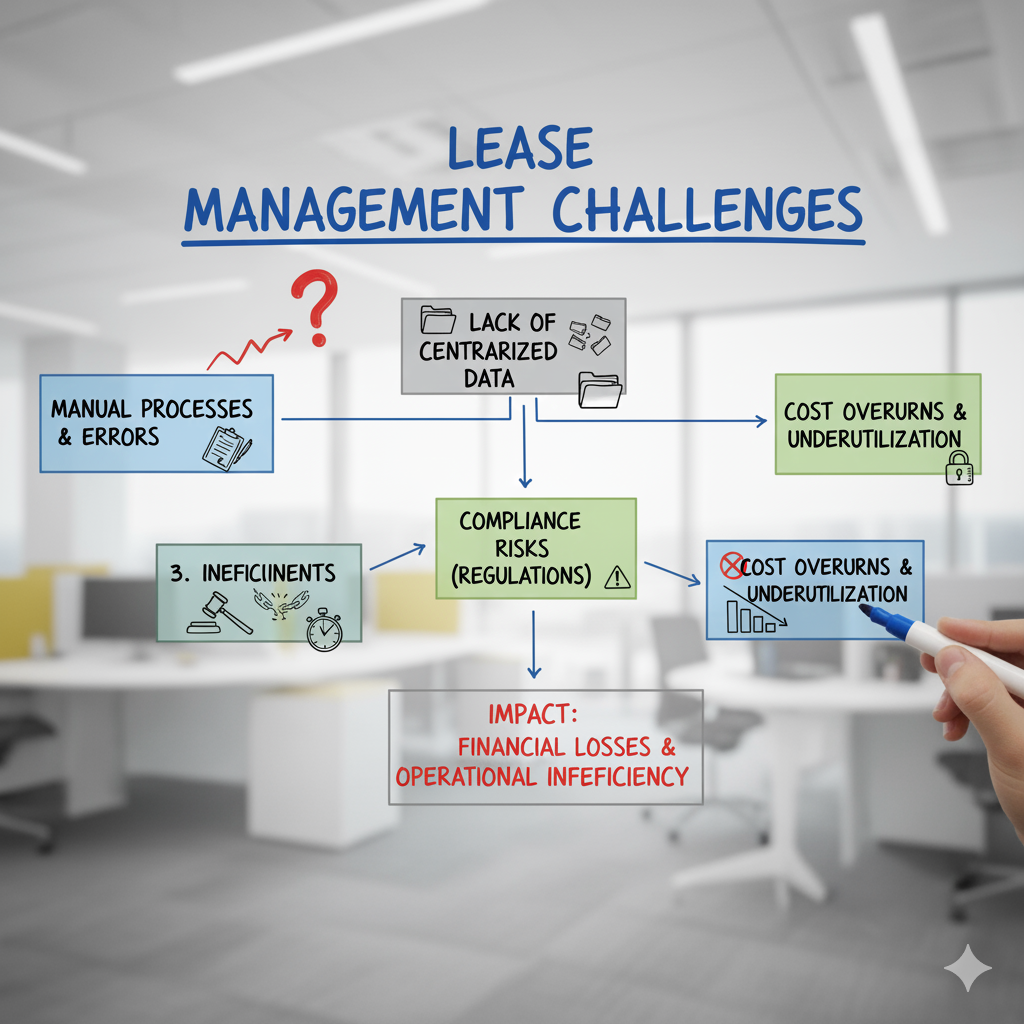 LEASE
MANAGEMENT CHALLENGES
LACK OF
CENTRARIZED
DATA
MANUAL PROCESSES
& ERRORS
COST OVERURNS &
UNDERUTILIZATION
COMPLIANCE
RISKS
(REGULATIONS)
3. INEFICIINENTS
COST OVERURNS &
UNDERUTILIZATION
IMPACT:
FINANCIAL LOSSES &
OPERATIONAL INFEFICIENCY